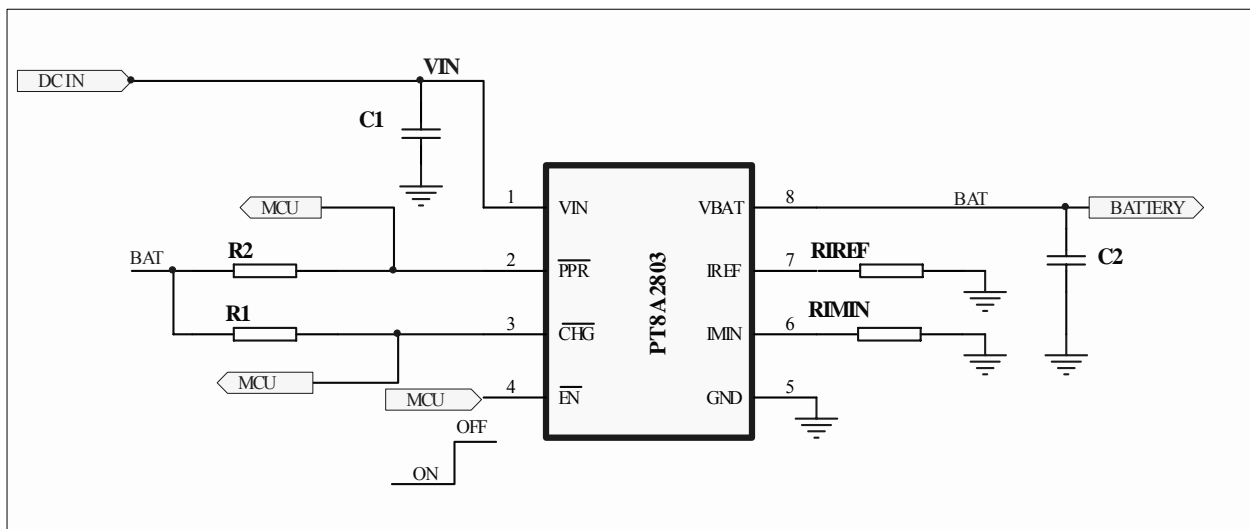 DC IN
VIN
C1
1
VIN
VBAT
8
BAT
BATTERY
MCU
BAT
R2
2
PPR
IREF
7
RIREF
C2
R1
3
CHG
IMIN
6
RIMIN
PT8A2803
MCU
MCU
4
EN
GND
5
OFF
ON